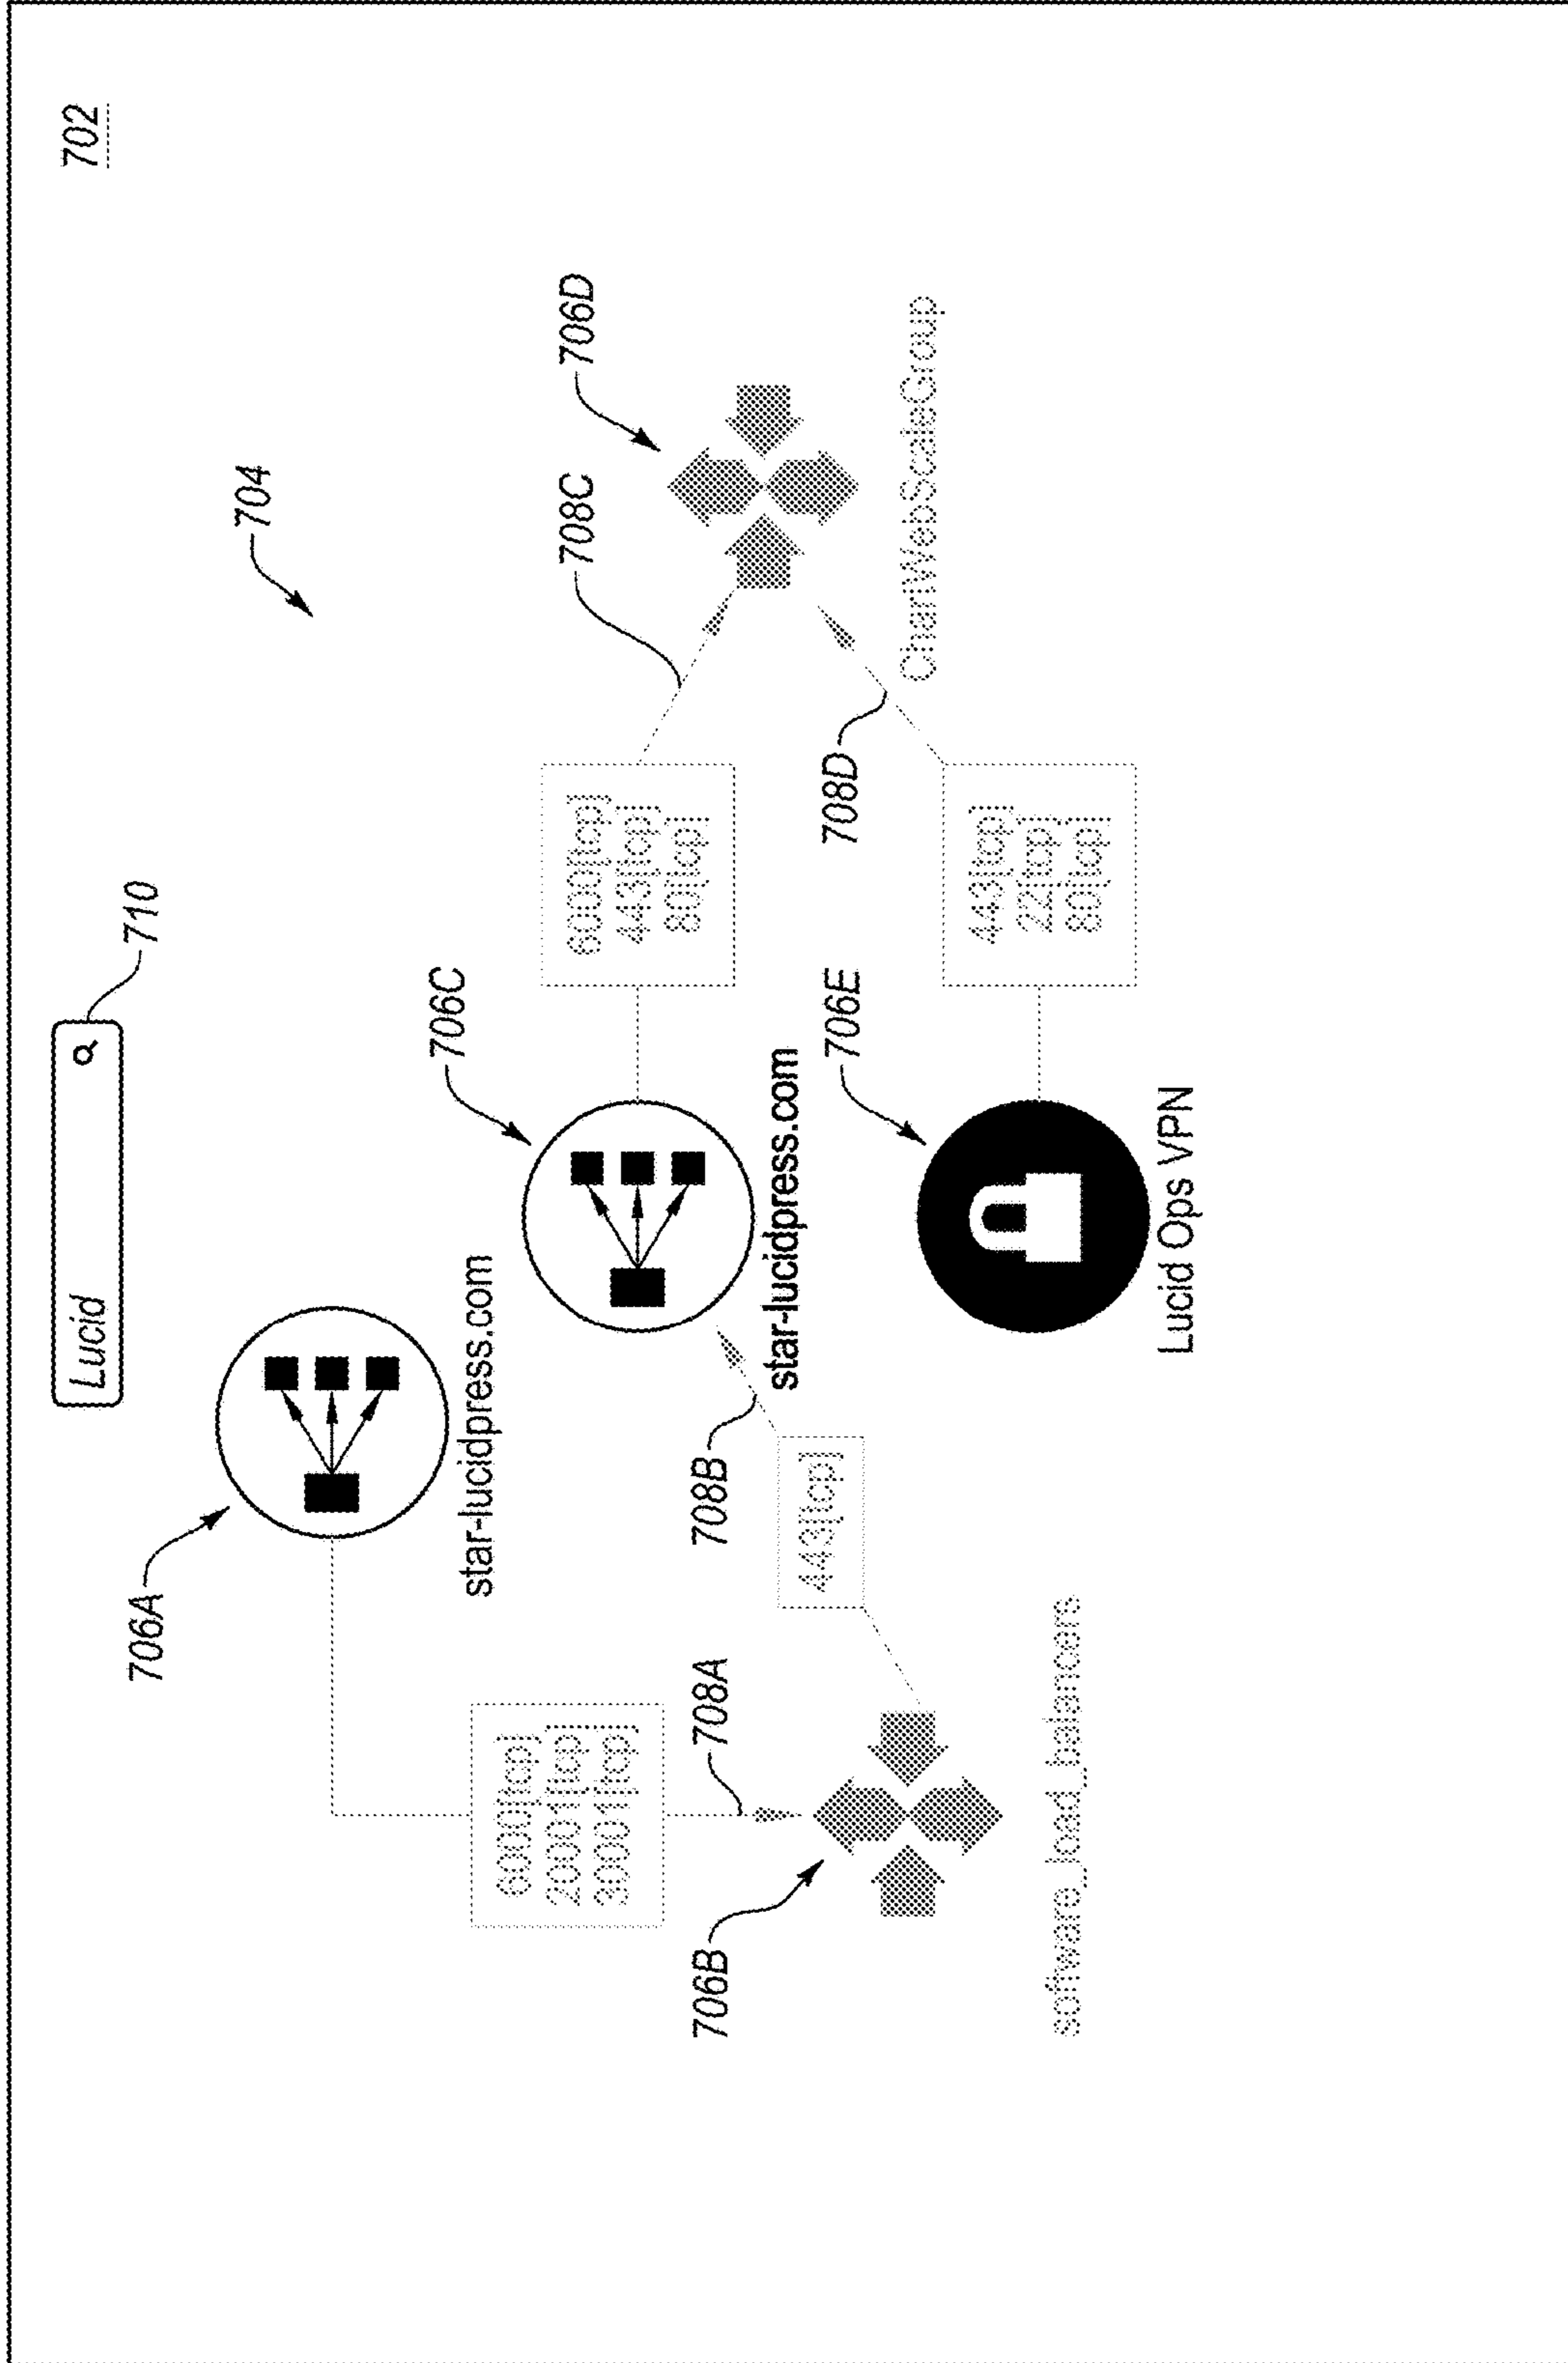 Lucid
702
710
704
706A
star-lucidpress.com
706C
706D
708C
6000[tcp]
20001[tcp]
30001[tcp]
6000[tcp]
443[tcp]
80[tcp]
706B
708A
708B
star-lucidpress.com
443[tcp]
706E
708D
ChartWebScaleGroup
443[tcp]
22[tcp]
80[tcp]
software_load_balancers
Lucid Ops VPN